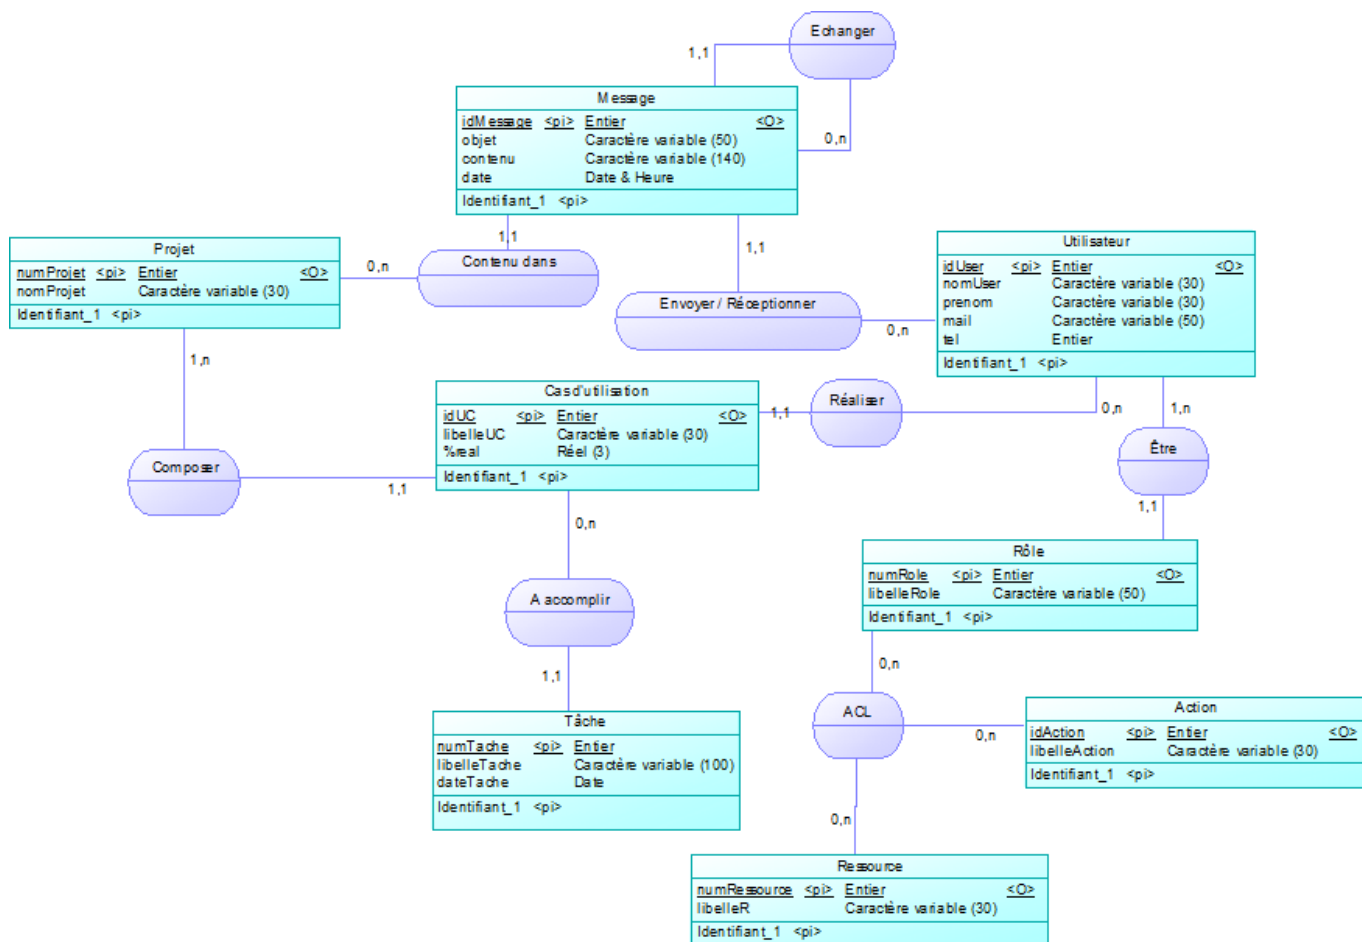 Echanger
1,1
0,n
Message
idMessage <pi> Entier <O>
objet Caractère variable (50)
contenu Caractère variable (140)
date Date & Heure
Identifiant_1 <pi>
1,1
1,1
Projet
numProjet <pi> Entier <O>
nomProjet Caractère variable (30)
Identifiant_1 <pi>
0,n
Contenu dans
Envoyer / Réceptionner
0,n
Utilisateur
idUser <pi> Entier <O>
nomUser Caractère variable (30)
prenom Caractère variable (30)
mail Caractère variable (50)
tel Entier
Identifiant_1 <pi>
1,n
Cas d'utilisation
idUC <pi> Entier <O>
libelleUC Caractère variable (30)
%real Réel (3)
Identifiant_1 <pi>
1,1
Réaliser
0,n
1,n
Être
1,1
Composer
1,1
0,n
A accomplir
1,1
Rôle
numRole <pi> Entier <O>
libelleRole Caractère variable (50)
Identifiant_1 <pi>
0,n
ACL
0,n
0,n
Tâche
numTache <pi> Entier
libelleTache Caractère variable (100)
dateTache Date
Identifiant_1 <pi>
Action
idAction <pi> Entier <O>
libelleAction Caractère variable (30)
Identifiant_1 <pi>
Ressource
numRessource <pi> Entier <O>
libelleR Caractère variable (30)
Identifiant_1 <pi>